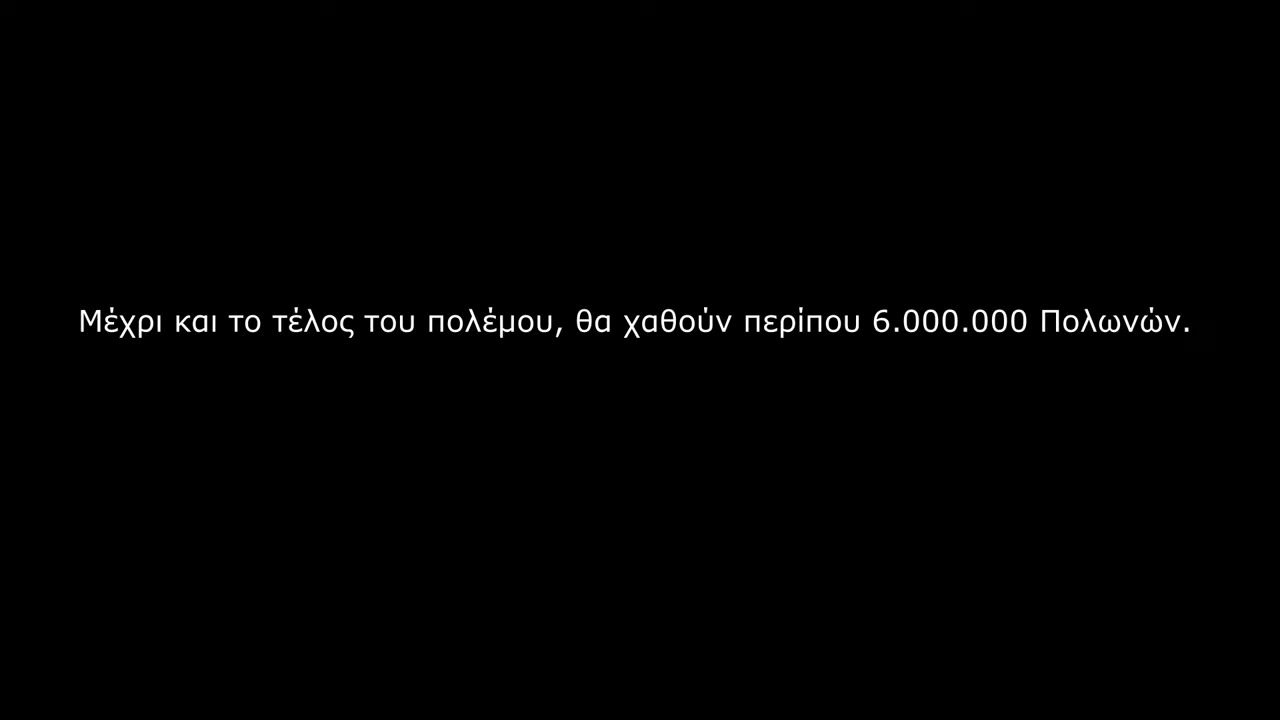 Μέχρι και το τέλος του πολέμου, θα χαθούν περίπου 6.000.000 Πολωνών.